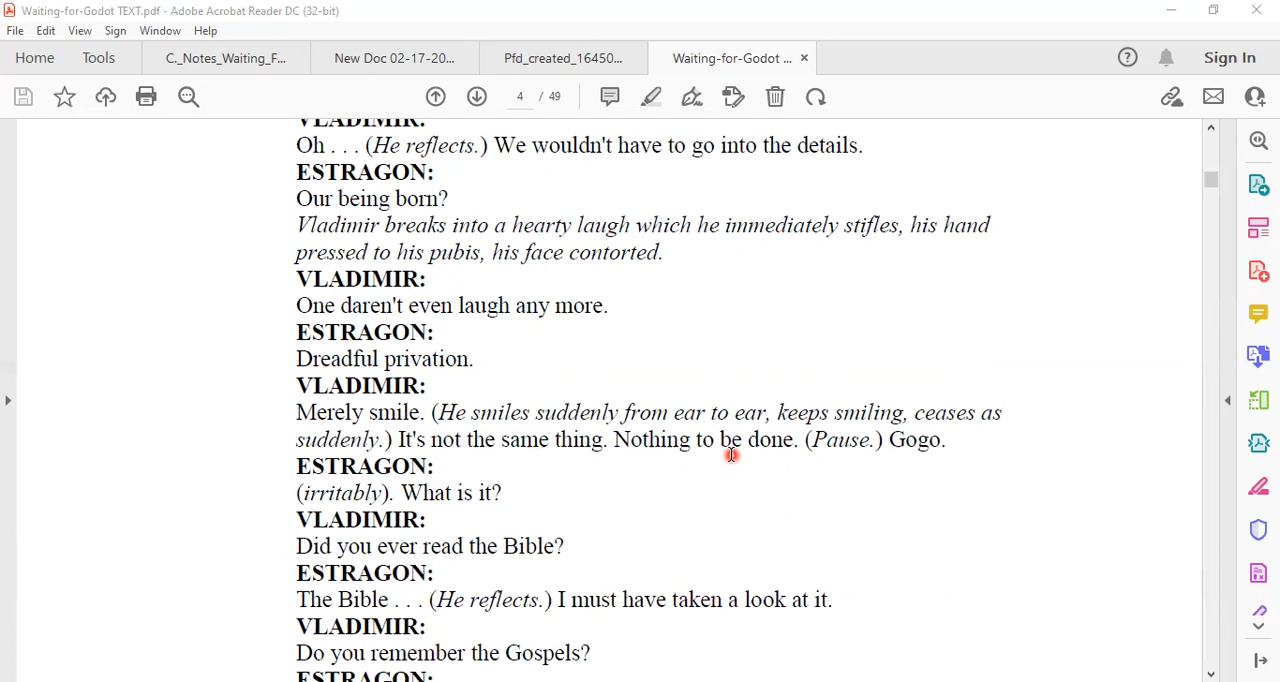 Waiting-for-Godot TEXT.pdf - Adobe Acrobat Reader DC (32-bit)
File Edit View Sign Window Help
Home Tools C._Notes_Waiting_F... New Doc 02-17-20... Pfd_created_16450... Waiting-for-Godot ... × Sign In
4 / 49
VLADIMIR:
Oh . . . (He reflects.) We wouldn't have to go into the details.
ESTRAGON:
Our being born?
Vladimir breaks into a hearty laugh which he immediately stifles, his hand
pressed to his pubis, his face contorted.
VLADIMIR:
One daren't even laugh any more.
ESTRAGON:
Dreadful privation.
VLADIMIR:
Merely smile. (He smiles suddenly from ear to ear, keeps smiling, ceases as
suddenly.) It's not the same thing. Nothing to be done. (Pause.) Gogo.
ESTRAGON:
(irritably). What is it?
VLADIMIR:
Did you ever read the Bible?
ESTRAGON:
The Bible . . . (He reflects.) I must have taken a look at it.
VLADIMIR:
Do you remember the Gospels?
ESTRAGON: